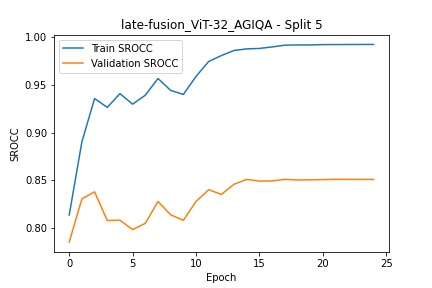 late-fusion_ViT-32_AGIQA - Split 5
1.00
Train SROCC
Validation SROCC
0.95
0.90
0.85
0.80
SROCC
0 5 10 15 20 25
Epoch